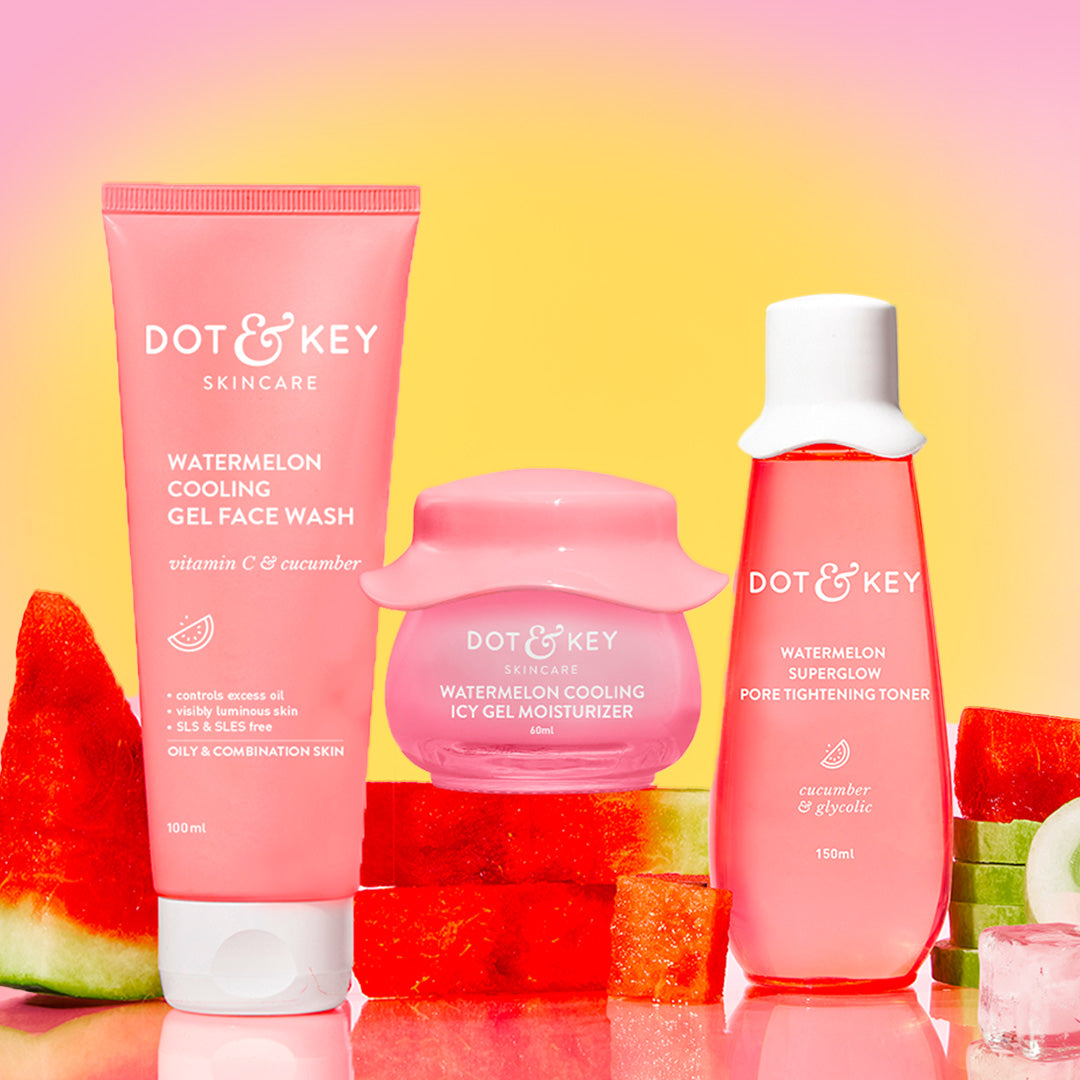 DOT & KEY
SKINCARE
WATERMELON
COOLING
GEL FACE WASH
vitamin C & cucumber
• controls excess oil
• visibly luminous skin
• SLS & SLES free
OILY & COMBINATION SKIN
100ml
DOT & KEY
SKINCARE
WATERMELON COOLING
ICY GEL MOISTURIZER
60ml
DOT & KEY
WATERMELON
SUPERGLOW
PORE TIGHTENING TONER
cucumber
& glycolic
150ml